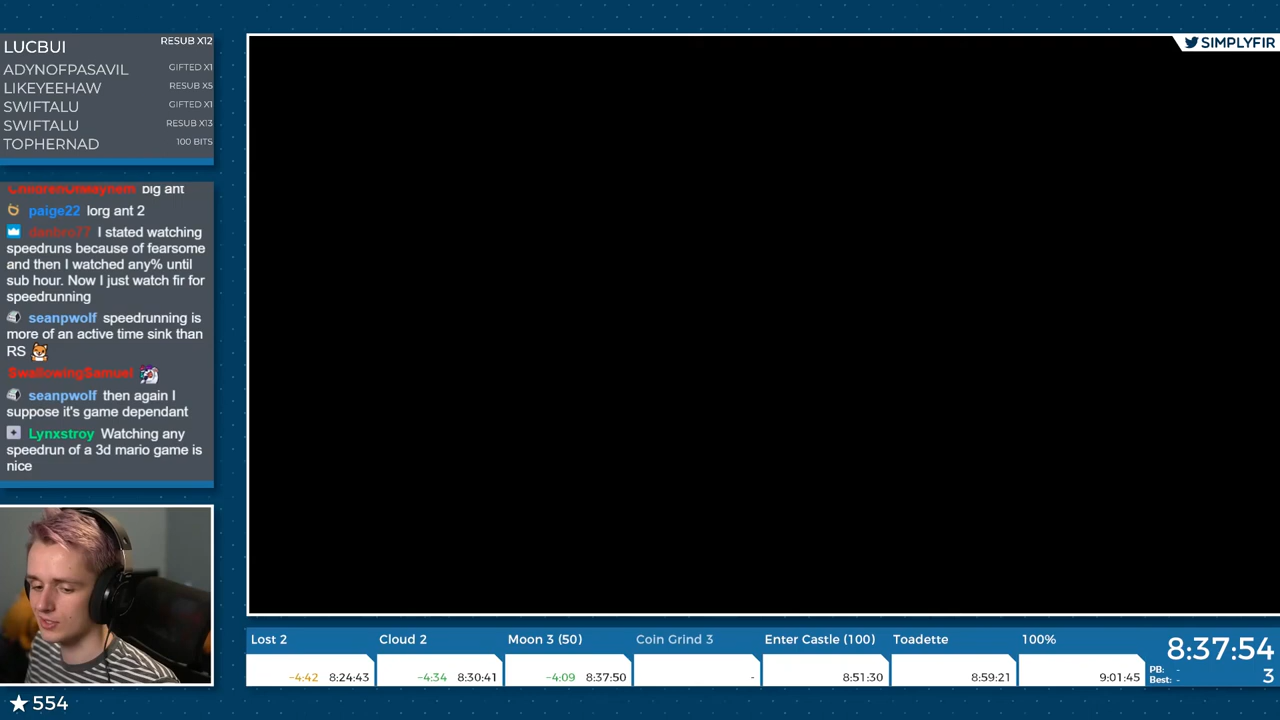 LUCBUI RESUB X12
ADYNOFPASAVIL GIFTED X1
LIKEYEEHAW RESUB X5
SWIFTALU GIFTED X1
SWIFTALU RESUB X13
TOPHERNAD 100 BITS
ChildrenOfMayhem big ant
paige22 lorg ant 2
danbro77 I stated watching
speedruns because of fearsome
and then I watched any% until
sub hour. Now I just watch fir for
speedrunning
seanpwolf speedrunning is
more of an active time sink than
RS
SwallowingSamuel
seanpwolf then again I
suppose it's game dependant
Lynxstroy Watching any
speedrun of a 3d mario game is
nice
SIMPLYFIR
Lost 2 Cloud 2 Moon 3 (50) Coin Grind 3 Enter Castle (100) Toadette 100%
-4:42 8:24:43 -4:34 8:30:41 -4:09 8:37:50 - 8:51:30 8:59:21 9:01:45
8:37:54
PB: -
Best: - 3
★ 554